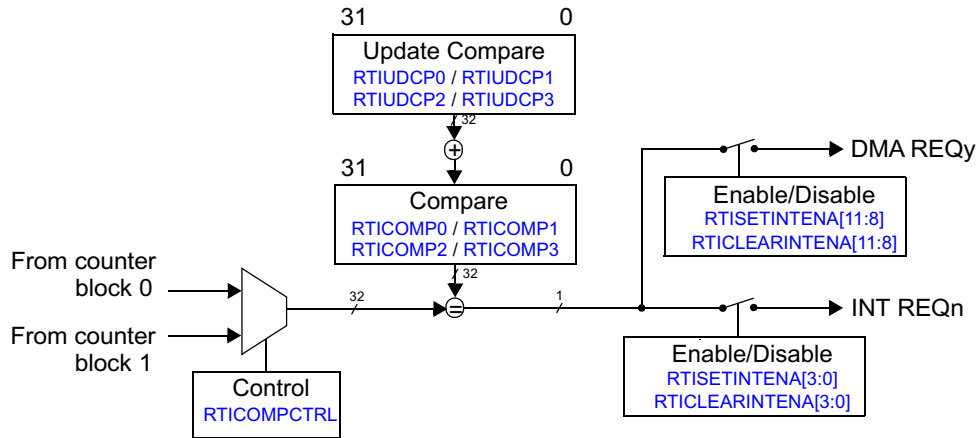 31 0
Update Compare
RTIUDCP0 / RTIUDCP1
RTIUDCP2 / RTIUDCP3
32
+
31 0
Compare
RTICOMP0 / RTICOMP1
RTICOMP2 / RTICOMP3
32
DMA REQy
Enable/Disable
RTISETINTENA[11:8]
RTICLEARINTENA[11:8]
From counter
block 0
32
=
1
INT REQn
From counter
block 1
Control
RTICOMPCTRL
Enable/Disable
RTISETINTENA[3:0]
RTICLEARINTENA[3:0]